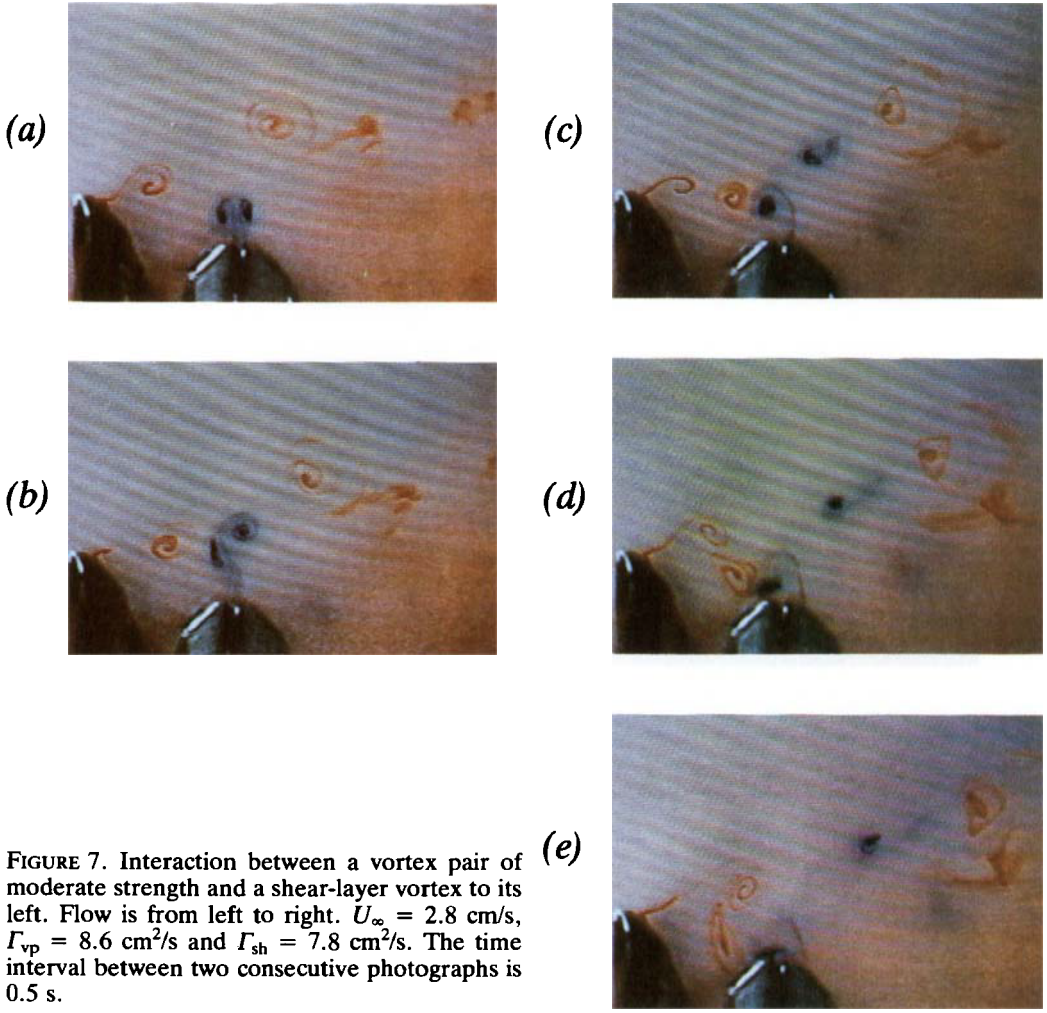 (a)
(b)
(c)
(d)
(e)
FIGURE 7. Interaction between a vortex pair of
moderate strength and a shear-layer vortex to its
left. Flow is from left to right. U∞ = 2.8 cm/s,
Γvp = 8.6 cm²/s and Γsh = 7.8 cm²/s. The time
interval between two consecutive photographs is
0.5 s.